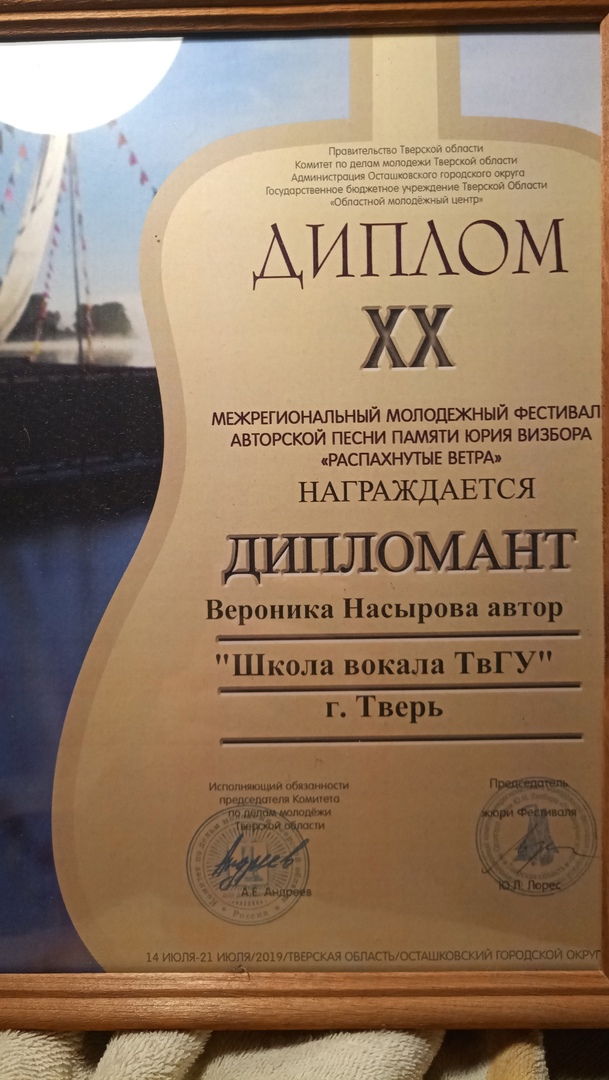 Правительство Тверской области
Комитет по делам молодежи Тверской области
Администрация Осташковского городского округа
Государственное бюджетное учреждение Тверской Области
«Областной молодёжный центр»
ДИПЛОМ
XX
МЕЖРЕГИОНАЛЬНЫЙ МОЛОДЕЖНЫЙ ФЕСТИВАЛ
АВТОРСКОЙ ПЕСНИ ПАМЯТИ ЮРИЯ ВИЗБОРА
«РАСПАХНУТЫЕ ВЕТРА»
НАГРАЖДАЕТСЯ
ДИПЛОМАНТ
Вероника Насырова автор
"Школа вокала ТвГУ"
г. Тверь
Исполняющий обязанности
председателя Комитета
по делам молодёжи
Тверской области
А.Е. Андреев
Председатель
жюри Фестиваля
Ю.Л. Лорес
Россия
14 ИЮЛЯ-21 ИЮЛЯ/2019/ТВЕРСКАЯ ОБЛАСТЬ/ОСТАШКОВСКИЙ ГОРОДСКОЙ ОКРУГ